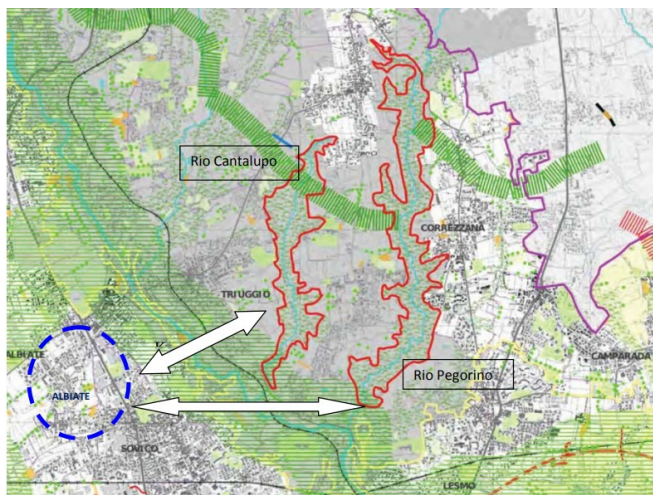 Rio Cantalupo
CORREZZANA
TRIUGGIO
CAMPARADA
ALBIATE
Rio Pegorino
ALBIATE
SOVICO
LESMO